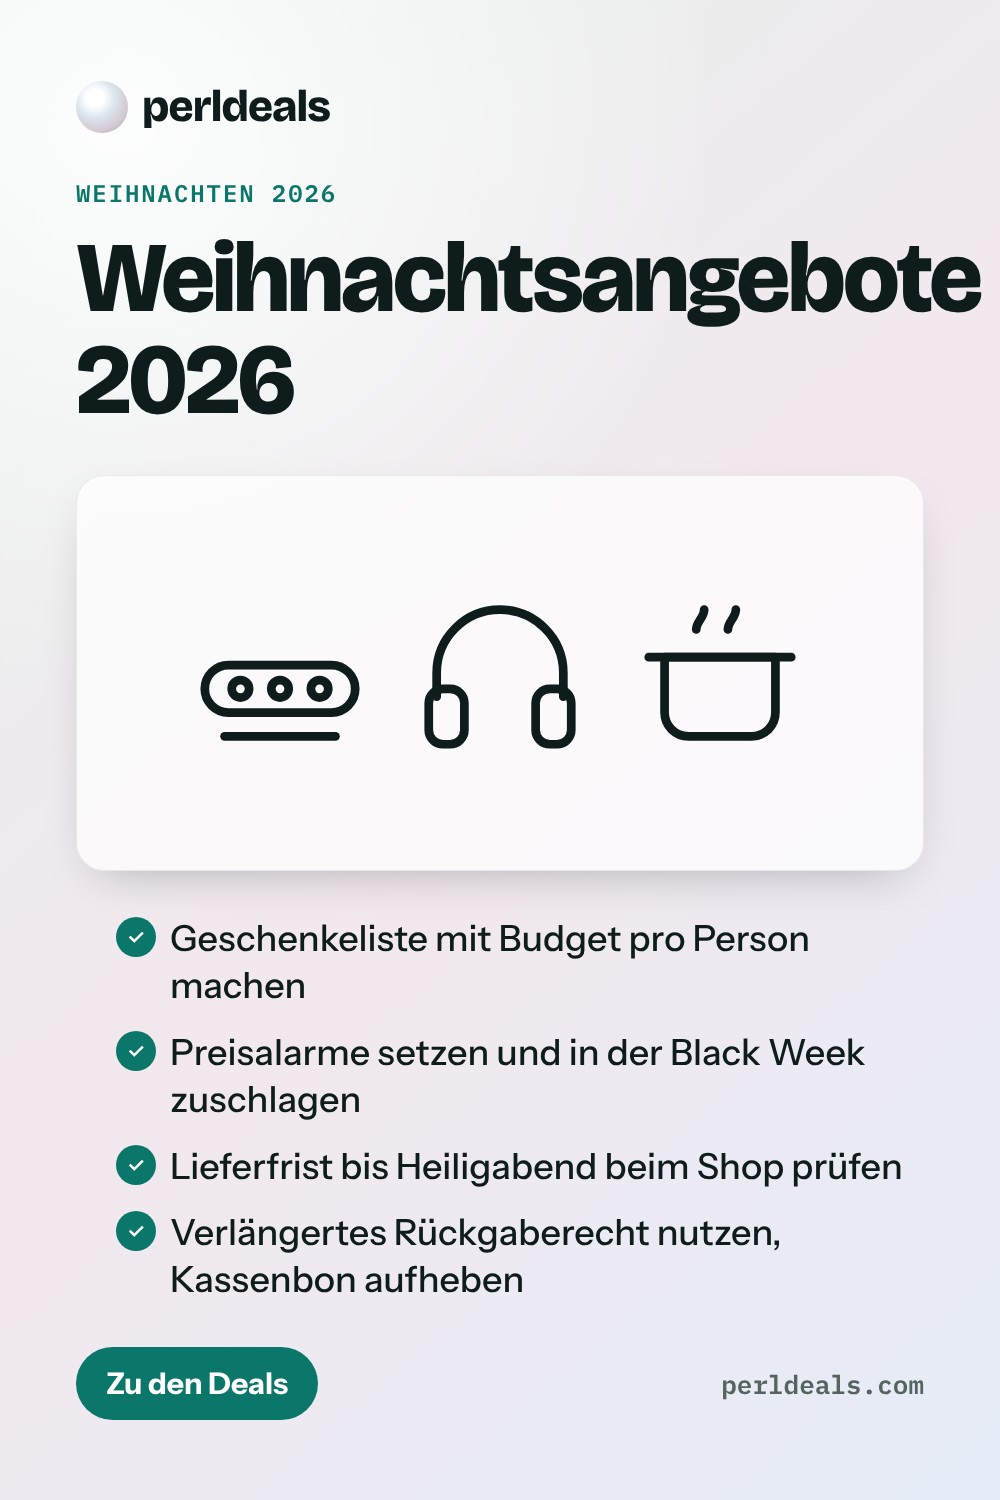 perldeals
WEIHNACHTEN 2026
Weihnachtsangebote
2026
Geschenkeliste mit Budget pro Person
machen
Preisalarme setzen und in der Black Week
zuschlagen
Lieferfrist bis Heiligabend beim Shop prüfen
Verlängertes Rückgaberecht nutzen,
Kassenbon aufheben
Zu den Deals
perldeals.com